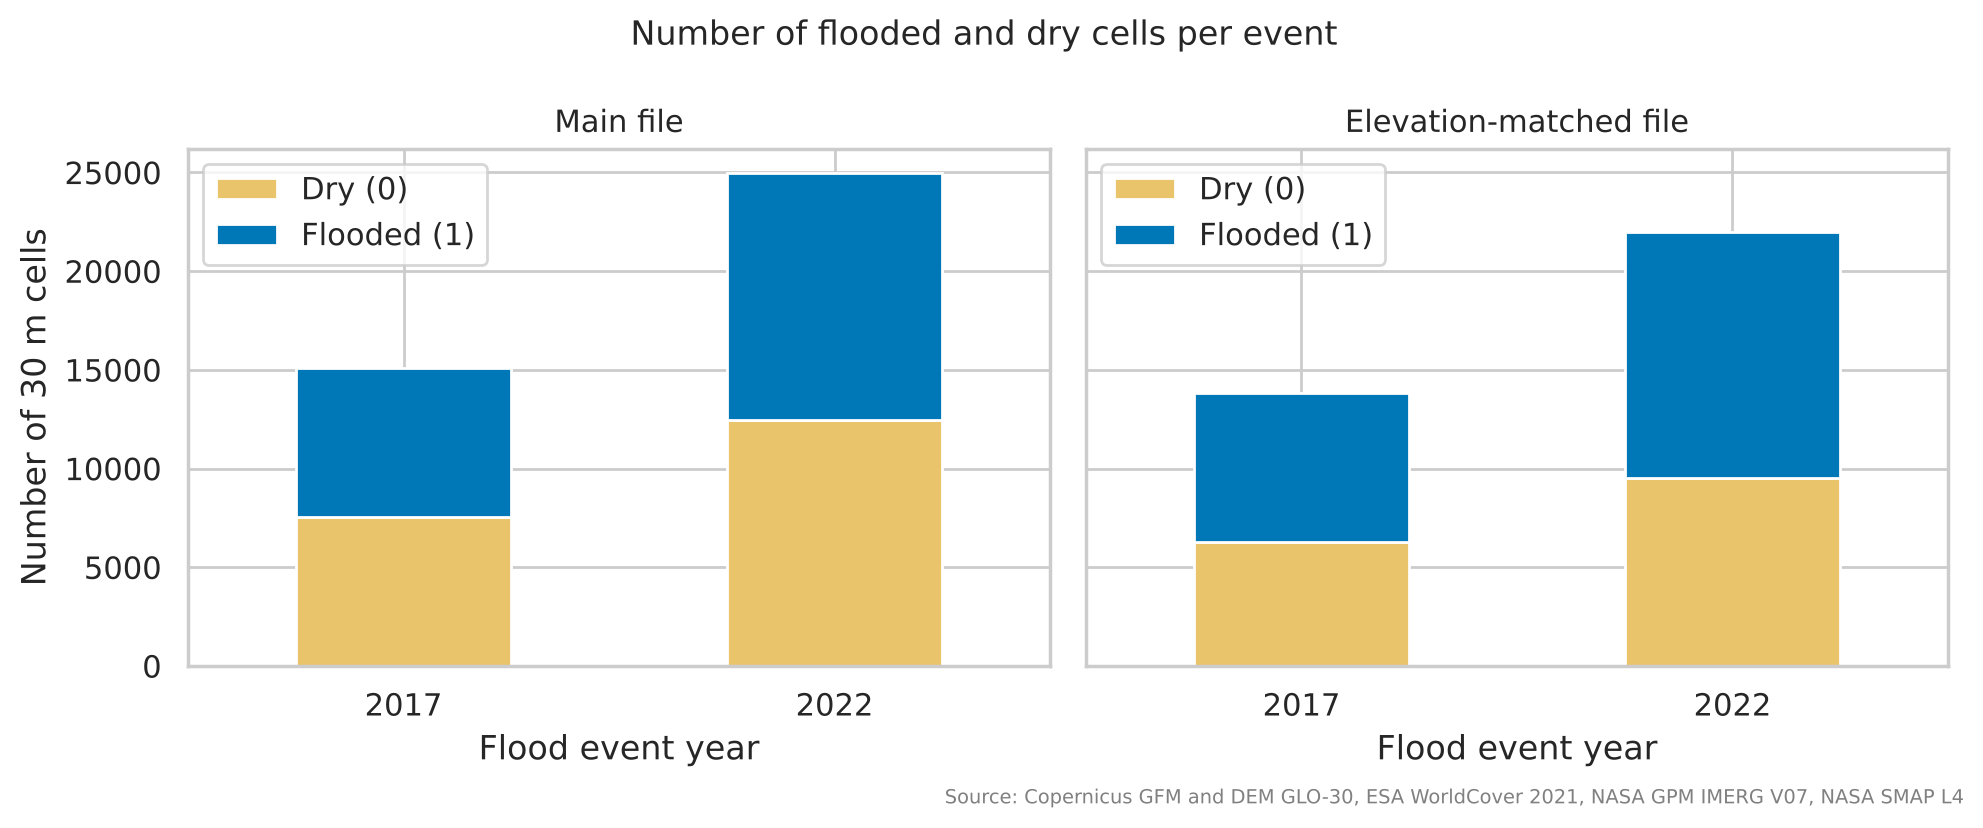 Number of flooded and dry cells per event
Main file
Number of 30 m cells
25000
20000
15000
10000
5000
0
Dry (0)
Flooded (1)
2017
2022
Flood event year
Elevation-matched file
Dry (0)
Flooded (1)
2017
2022
Flood event year
Source: Copernicus GFM and DEM GLO-30, ESA WorldCover 2021, NASA GPM IMERG V07, NASA SMAP L4